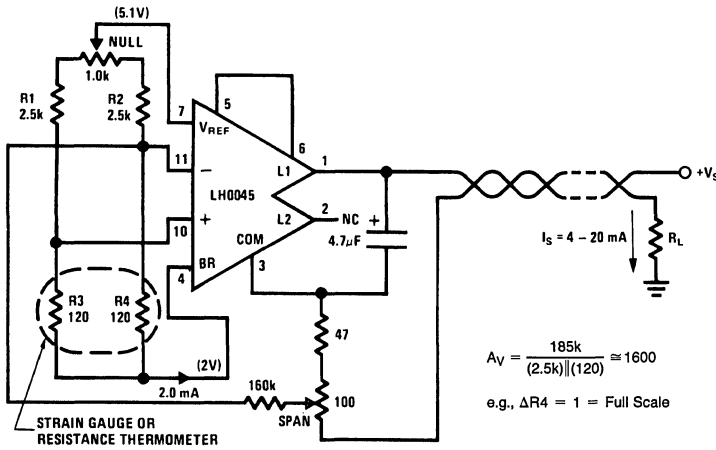 (5.1V)
NULL
1.0k
R1
2.5k
R2
2.5k
7
5
VREF
6
11
−
L1
1
+VS
LH0045
10
+
L2
2
NC
+
4.7µF
COM
3
BR
4
IS = 4 – 20 mA
RL
R3
120
R4
120
47
(2V)
2.0 mA
160k
SPAN
100
AV = 185k / (2.5k)||(120) ≅ 1600
e.g., ΔR4 = 1 = Full Scale
STRAIN GAUGE OR
RESISTANCE THERMOMETER